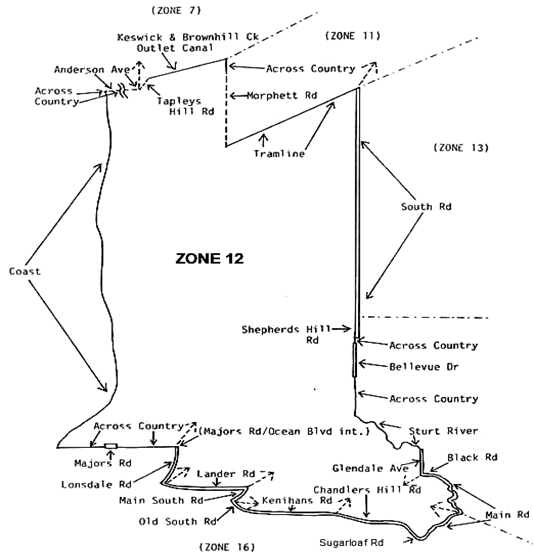 (ZONE 7)
Keswick & Brownhill Ck
Outlet Canal
(ZONE 11)
Anderson Ave
Across Country
Across
Country
Tapleys
Hill Rd
Morphett Rd
Tramline
(ZONE 13)
South Rd
ZONE 12
Coast
Shepherds Hill
Rd
Across Country
Bellevue Dr
Across Country
Across Country
(Majors Rd/Ocean Blvd int.)
Sturt River
Majors Rd
Glendale Ave
Black Rd
Lonsdale Rd
Lander Rd
Chandlers Hill Rd
Main South Rd
Kenihans Rd
Main Rd
Old South Rd
Sugarloaf Rd
(ZONE 16)